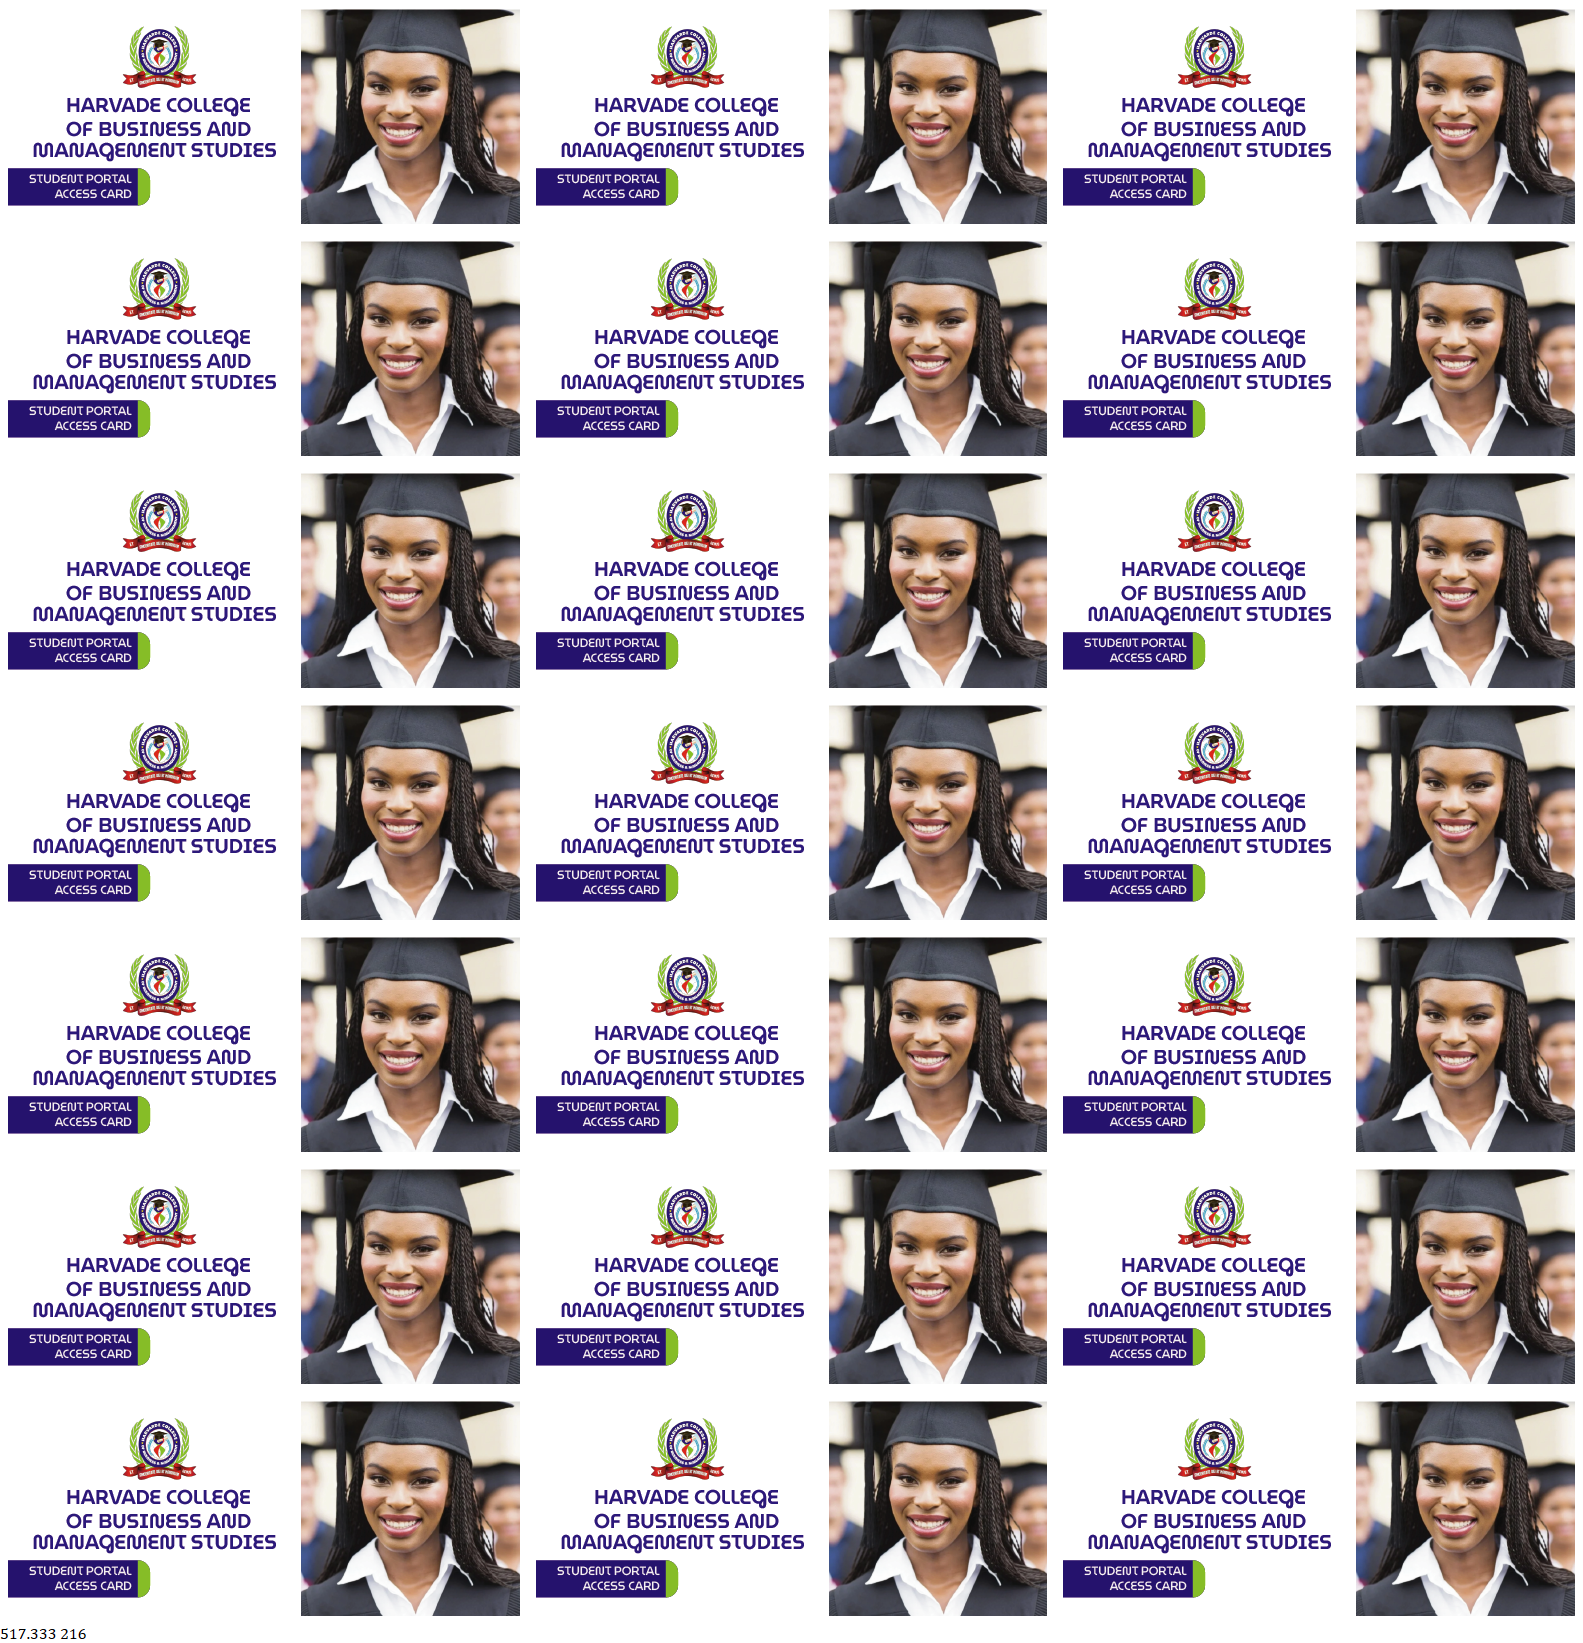 HARVADE COLLEGE
OF BUSINESS AND
MANAGEMENT STUDIES
STUDENT PORTAL
ACCESS CARD
HARVADE COLLEGE
OF BUSINESS AND
MANAGEMENT STUDIES
STUDENT PORTAL
ACCESS CARD
HARVADE COLLEGE
OF BUSINESS AND
MANAGEMENT STUDIES
STUDENT PORTAL
ACCESS CARD
HARVADE COLLEGE
OF BUSINESS AND
MANAGEMENT STUDIES
STUDENT PORTAL
ACCESS CARD
HARVADE COLLEGE
OF BUSINESS AND
MANAGEMENT STUDIES
STUDENT PORTAL
ACCESS CARD
HARVADE COLLEGE
OF BUSINESS AND
MANAGEMENT STUDIES
STUDENT PORTAL
ACCESS CARD
HARVADE COLLEGE
OF BUSINESS AND
MANAGEMENT STUDIES
STUDENT PORTAL
ACCESS CARD
HARVADE COLLEGE
OF BUSINESS AND
MANAGEMENT STUDIES
STUDENT PORTAL
ACCESS CARD
HARVADE COLLEGE
OF BUSINESS AND
MANAGEMENT STUDIES
STUDENT PORTAL
ACCESS CARD
HARVADE COLLEGE
OF BUSINESS AND
MANAGEMENT STUDIES
STUDENT PORTAL
ACCESS CARD
HARVADE COLLEGE
OF BUSINESS AND
MANAGEMENT STUDIES
STUDENT PORTAL
ACCESS CARD
HARVADE COLLEGE
OF BUSINESS AND
MANAGEMENT STUDIES
STUDENT PORTAL
ACCESS CARD
HARVADE COLLEGE
OF BUSINESS AND
MANAGEMENT STUDIES
STUDENT PORTAL
ACCESS CARD
HARVADE COLLEGE
OF BUSINESS AND
MANAGEMENT STUDIES
STUDENT PORTAL
ACCESS CARD
HARVADE COLLEGE
OF BUSINESS AND
MANAGEMENT STUDIES
STUDENT PORTAL
ACCESS CARD
HARVADE COLLEGE
OF BUSINESS AND
MANAGEMENT STUDIES
STUDENT PORTAL
ACCESS CARD
HARVADE COLLEGE
OF BUSINESS AND
MANAGEMENT STUDIES
STUDENT PORTAL
ACCESS CARD
HARVADE COLLEGE
OF BUSINESS AND
MANAGEMENT STUDIES
STUDENT PORTAL
ACCESS CARD
HARVADE COLLEGE
OF BUSINESS AND
MANAGEMENT STUDIES
STUDENT PORTAL
ACCESS CARD
HARVADE COLLEGE
OF BUSINESS AND
MANAGEMENT STUDIES
STUDENT PORTAL
ACCESS CARD
HARVADE COLLEGE
OF BUSINESS AND
MANAGEMENT STUDIES
STUDENT PORTAL
ACCESS CARD
517.333 216